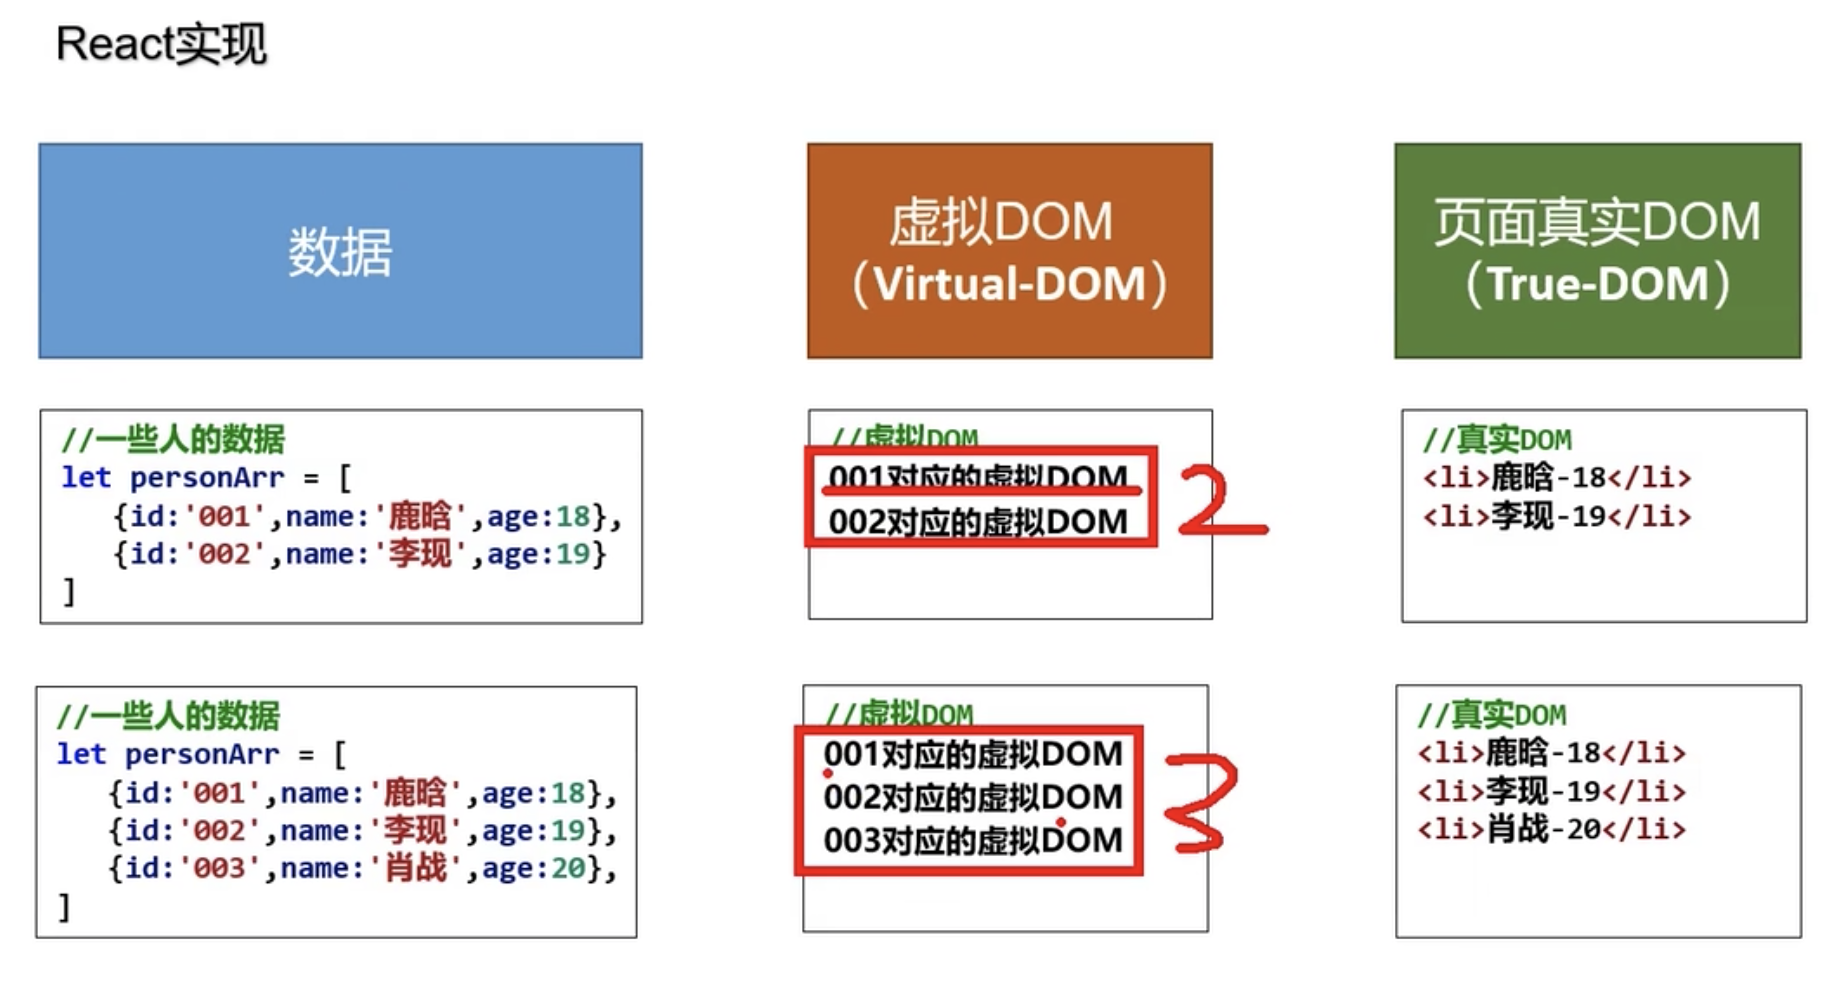 React实现
数据
虚拟DOM
（Virtual-DOM）
页面真实DOM
（True-DOM）
//一些人的数据
let personArr = [
{id:'001',name:'鹿晗',age:18},
{id:'002',name:'李现',age:19}
]
//虚拟DOM
001对应的虚拟DOM
002对应的虚拟DOM
2
//真实DOM
<li>鹿晗-18</li>
<li>李现-19</li>
//一些人的数据
let personArr = [
{id:'001',name:'鹿晗',age:18},
{id:'002',name:'李现',age:19},
{id:'003',name:'肖战',age:20},
]
//虚拟DOM
001对应的虚拟DOM
002对应的虚拟DOM
003对应的虚拟DOM
3
//真实DOM
<li>鹿晗-18</li>
<li>李现-19</li>
<li>肖战-20</li>